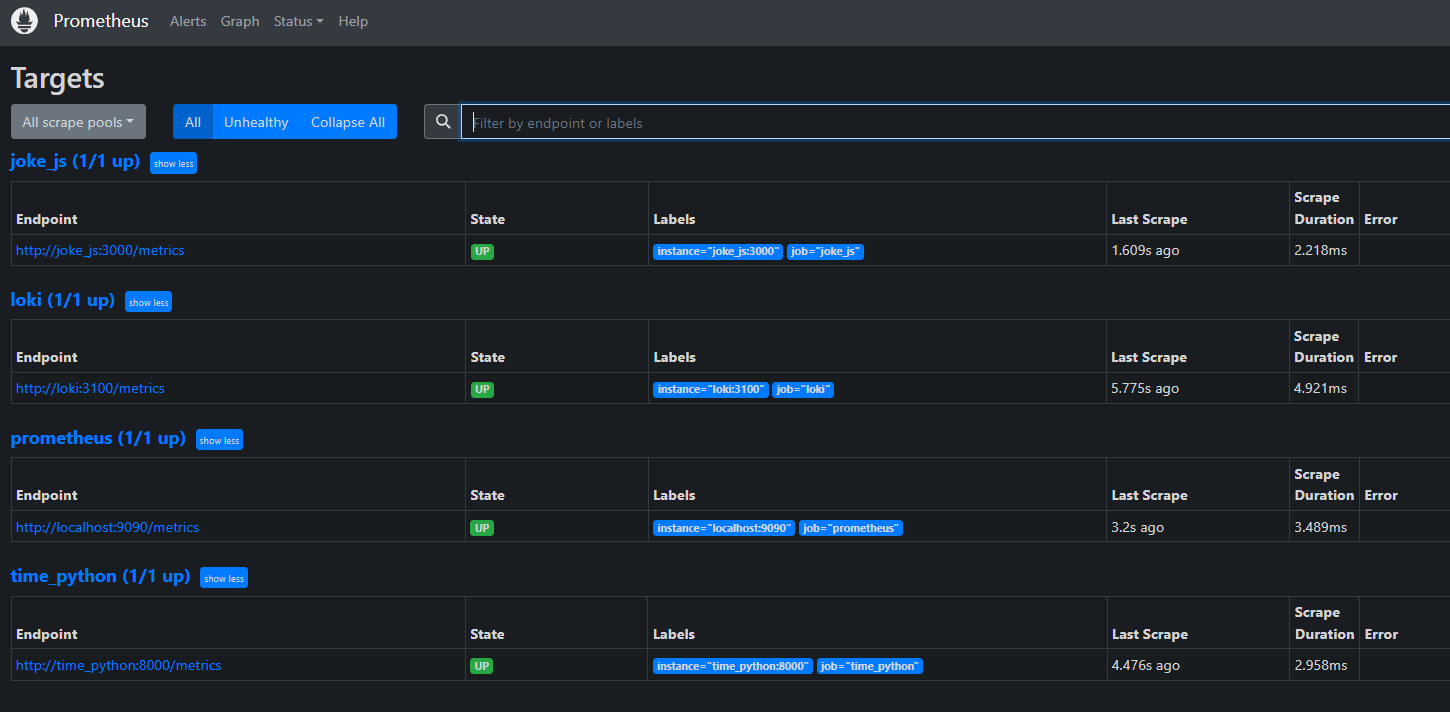 Prometheus Alerts Graph Status Help
Targets
All scrape pools All Unhealthy Collapse All Filter by endpoint or labels
joke_js (1/1 up) show less
Endpoint State Labels Last Scrape Scrape Duration Error
http://joke_js:3000/metrics UP instance="joke_js:3000" job="joke_js" 1.609s ago 2.218ms
loki (1/1 up) show less
Endpoint State Labels Last Scrape Scrape Duration Error
http://loki:3100/metrics UP instance="loki:3100" job="loki" 5.775s ago 4.921ms
prometheus (1/1 up) show less
Endpoint State Labels Last Scrape Scrape Duration Error
http://localhost:9090/metrics UP instance="localhost:9090" job="prometheus" 3.2s ago 3.489ms
time_python (1/1 up) show less
Endpoint State Labels Last Scrape Scrape Duration Error
http://time_python:8000/metrics UP instance="time_python:8000" job="time_python" 4.476s ago 2.958ms